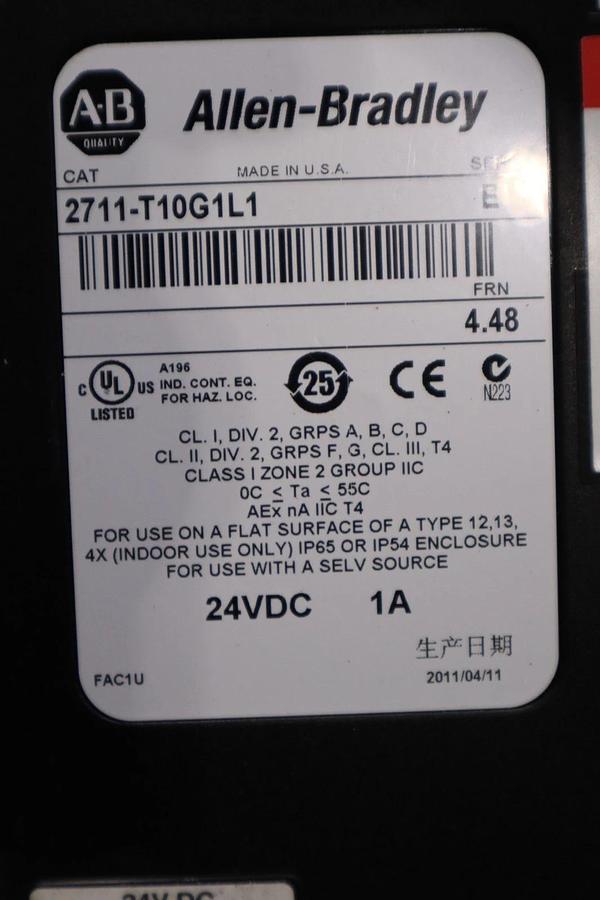 A-B
QUALITY
Allen-Bradley
CAT MADE IN U.S.A. SER
2711-T10G1L1 E
FRN
4.48
C UL US
LISTED
A196
IND. CONT. EQ.
FOR HAZ. LOC.
25
CE
N223
CL. I, DIV. 2, GRPS A, B, C, D
CL. II, DIV. 2, GRPS F, G, CL. III, T4
CLASS I ZONE 2 GROUP IIC
0C ≤ Ta ≤ 55C
AEx nA IIC T4
FOR USE ON A FLAT SURFACE OF A TYPE 12,13,
4X (INDOOR USE ONLY) IP65 OR IP54 ENCLOSURE
FOR USE WITH A SELV SOURCE
24VDC 1A
生产日期
FAC1U 2011/04/11
24V DC